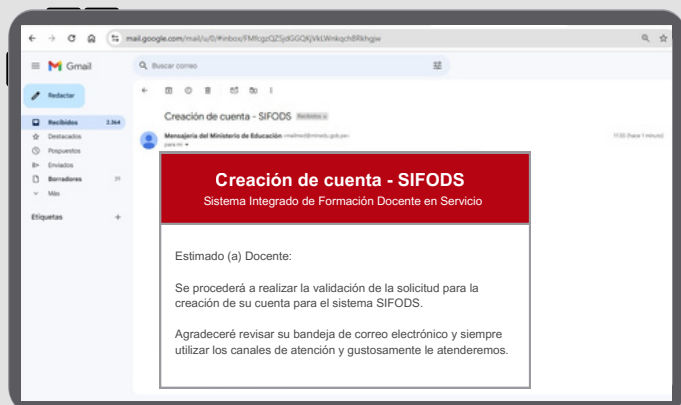 mail.google.com/mail/u/0/#inbox/
Gmail
Buscar correo
Redactar
Recibidos 3.364
Destacados
Pospuestos
Enviados
Borradores
Más
Etiquetas +
Creación de cuenta - SIFODS Recibidos x
Mensajería del Ministerio de Educación
para mí
11:50 (hace 1 minuto)
Creación de cuenta - SIFODS
Sistema Integrado de Formación Docente en Servicio
Estimado (a) Docente:
Se procederá a realizar la validación de la solicitud para la
creación de su cuenta para el sistema SIFODS.
Agradeceré revisar su bandeja de correo electrónico y siempre
utilizar los canales de atención y gustosamente le atenderemos.